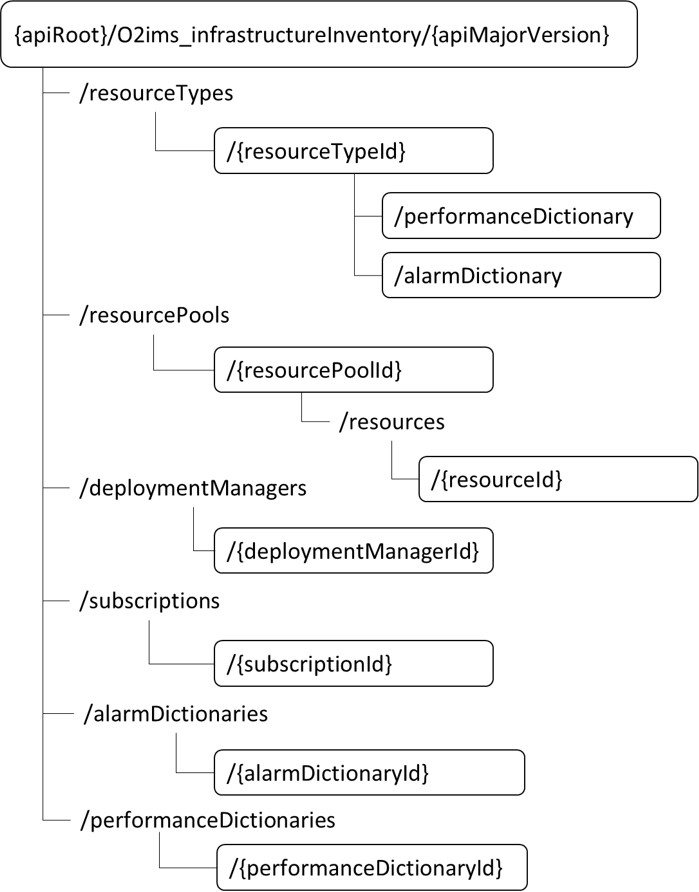 {apiRoot}/O2ims_infrastructureInventory/{apiMajorVersion}
/resourceTypes
/{resourceTypeId}
/performanceDictionary
/alarmDictionary
/resourcePools
/{resourcePoolId}
/resources
/{resourceId}
/deploymentManagers
/{deploymentManagerId}
/subscriptions
/{subscriptionId}
/alarmDictionaries
/{alarmDictionaryId}
/performanceDictionaries
/{performanceDictionaryId}